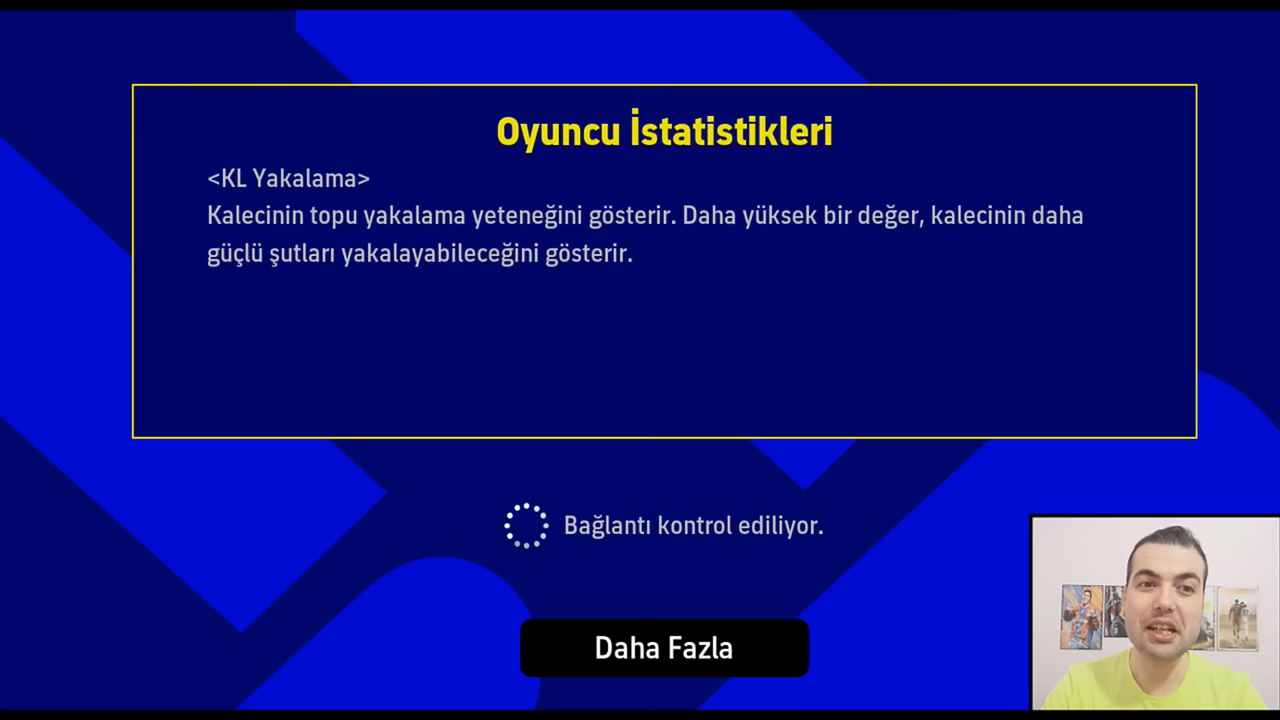 Oyuncu İstatistikleri
<KL Yakalama>
Kalecinin topu yakalama yeteneğini gösterir. Daha yüksek bir değer, kalecinin daha
güçlü şutları yakalayabileceğini gösterir.
Bağlantı kontrol ediliyor.
Daha Fazla